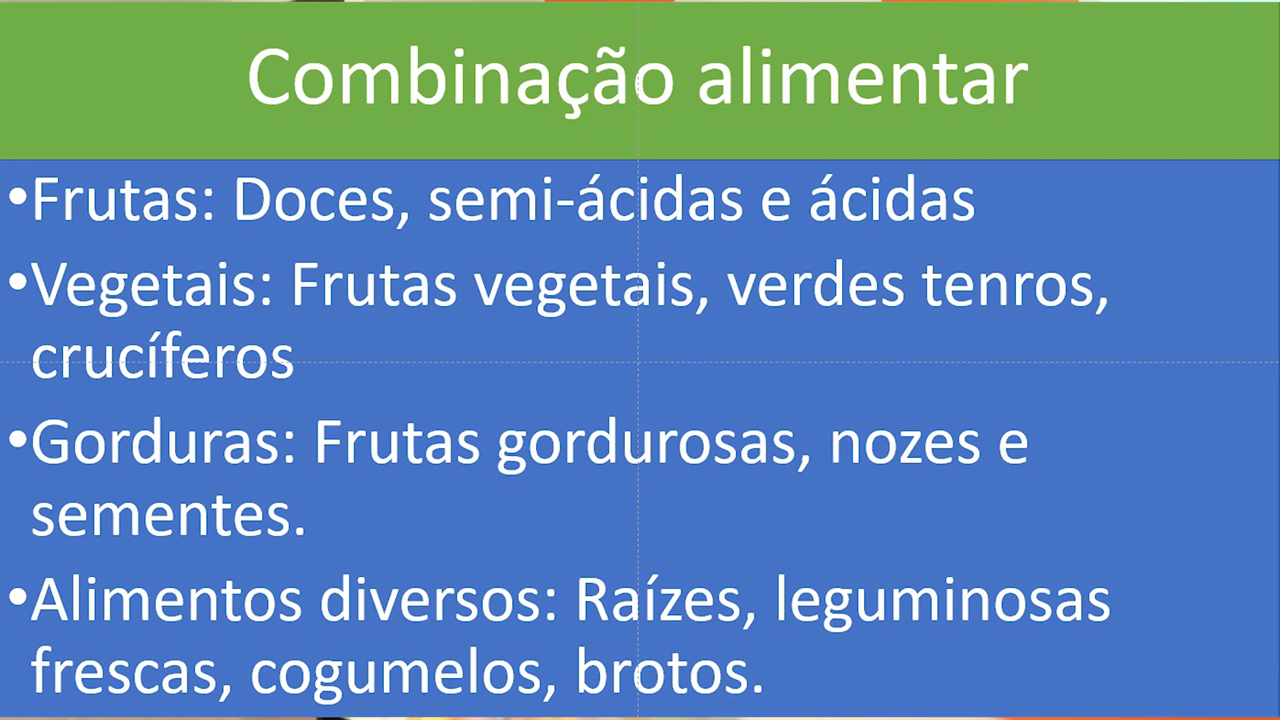 Combinação alimentar
•Frutas: Doces, semi-ácidas e ácidas
•Vegetais: Frutas vegetais, verdes tenros,
crucíferos
•Gorduras: Frutas gordurosas, nozes e
sementes.
•Alimentos diversos: Raízes, leguminosas
frescas, cogumelos, brotos.